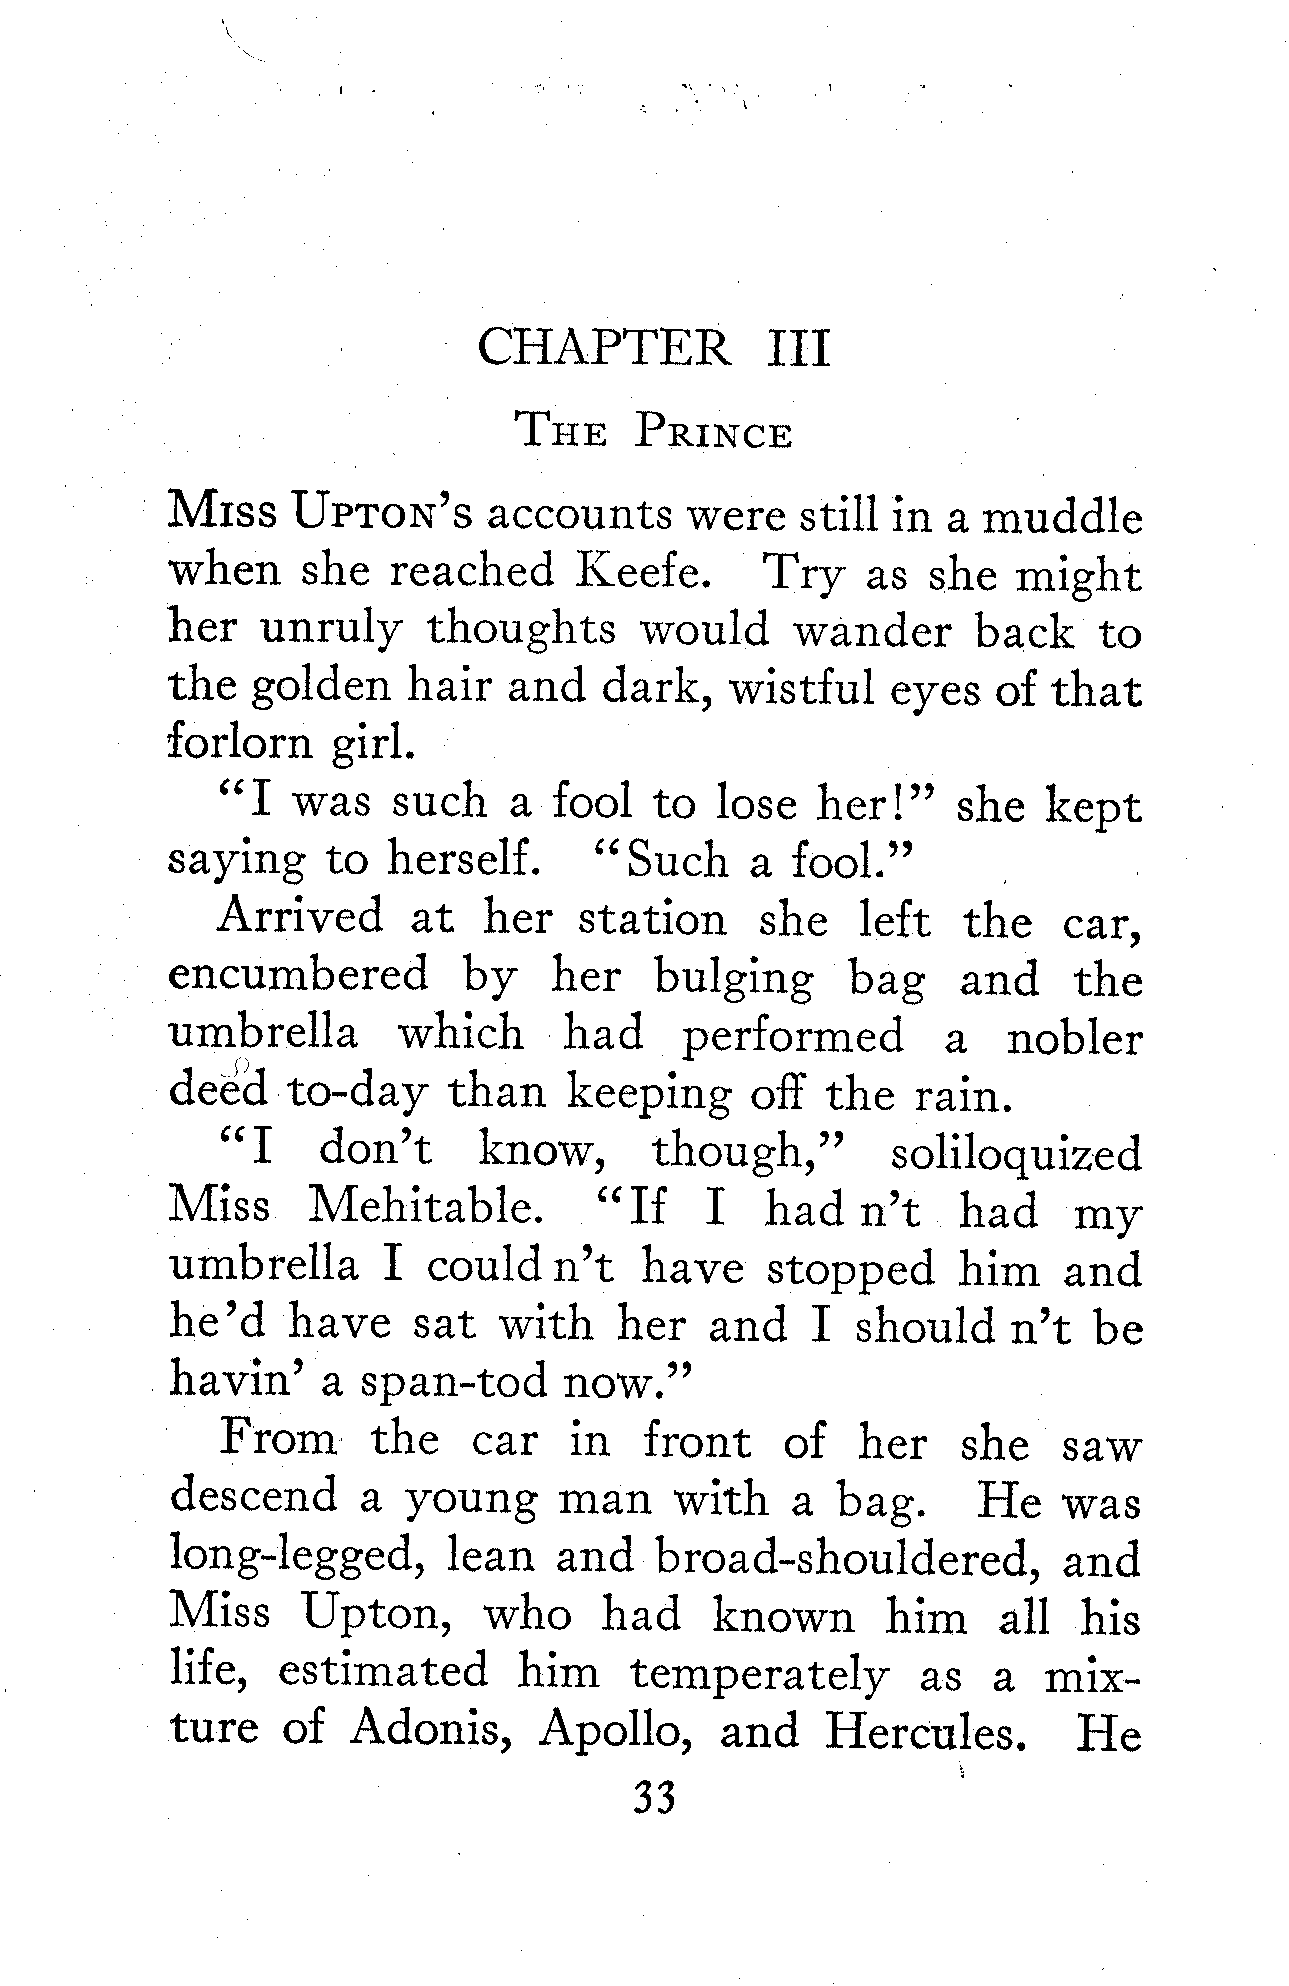 CHAPTER III
The Prince
Miss Upton's accounts were still in a muddle
when she reached Keefe. Try as she might
her unruly thoughts would wander back to
the golden hair and dark, wistful eyes of that
forlorn girl.
"I was such a fool to lose her!" she kept
saying to herself. "Such a fool."
Arrived at her station she left the car,
encumbered by her bulging bag and the
umbrella which had performed a nobler
deed to-day than keeping off the rain.
"I don't know, though," soliloquized
Miss Mehitable. "If I had n't had my
umbrella I could n't have stopped him and
he'd have sat with her and I should n't be
havin' a span-tod now."
From the car in front of her she saw
descend a young man with a bag. He was
long-legged, lean and broad-shouldered, and
Miss Upton, who had known him all his
life, estimated him temperately as a mix-
ture of Adonis, Apollo, and Hercules. He
33